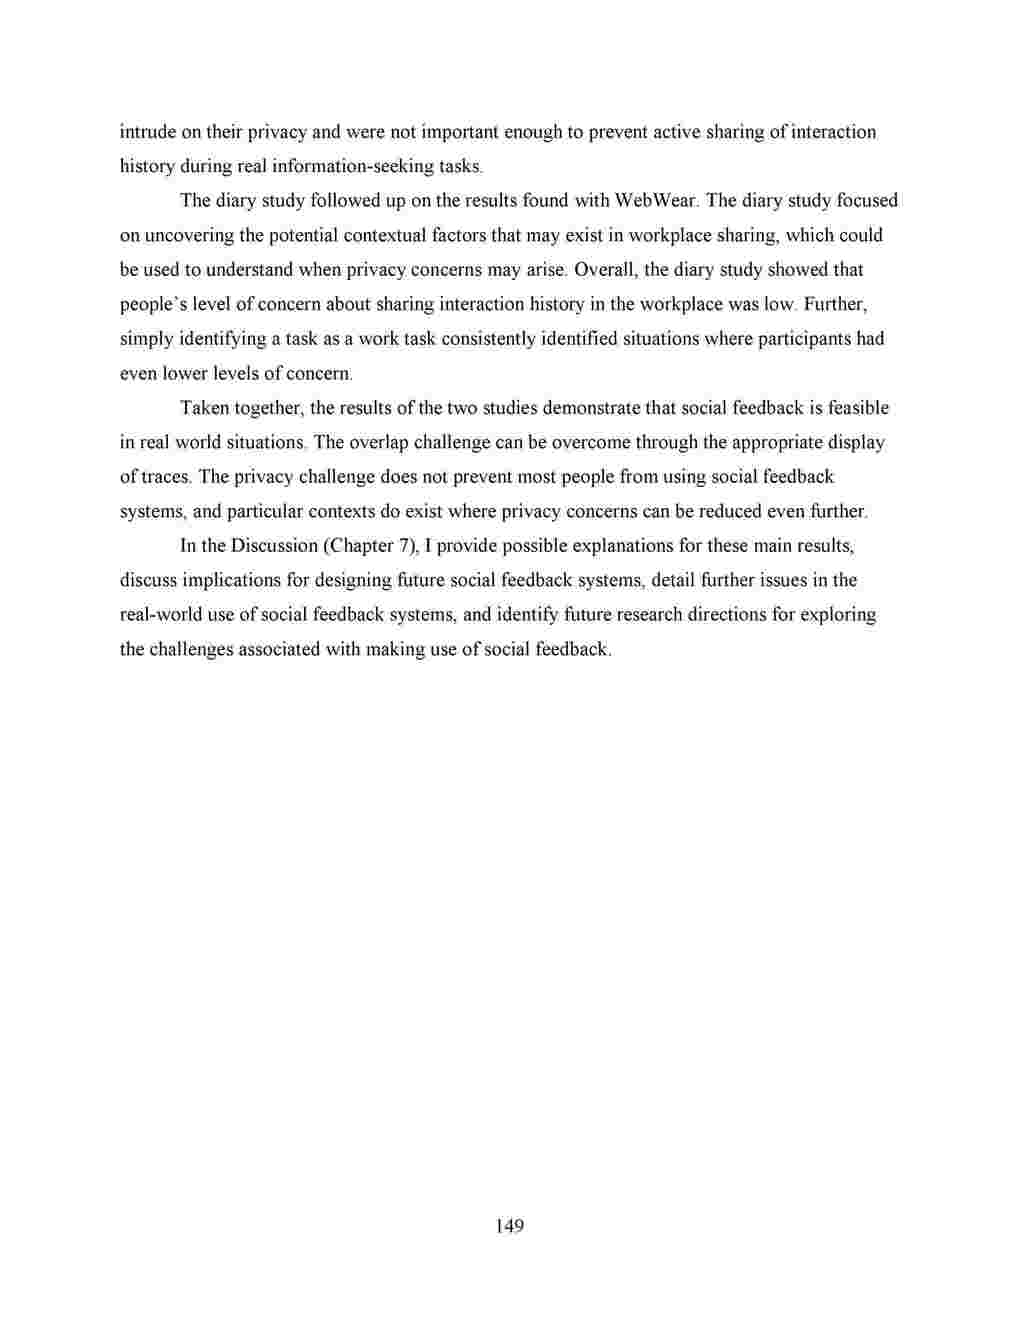 intrude on their privacy and were not important enough to prevent active sharing of interaction
history during real information-seeking tasks.
The diary study followed up on the results found with WebWear. The diary study focused
on uncovering the potential contextual factors that may exist in workplace sharing, which could
be used to understand when privacy concerns may arise. Overall, the diary study showed that
people's level of concern about sharing interaction history in the workplace was low. Further,
simply identifying a task as a work task consistently identified situations where participants had
even lower levels of concern.
Taken together, the results of the two studies demonstrate that social feedback is feasible
in real world situations. The overlap challenge can be overcome through the appropriate display
of traces. The privacy challenge does not prevent most people from using social feedback
systems, and particular contexts do exist where privacy concerns can be reduced even further.
In the Discussion (Chapter 7), I provide possible explanations for these main results,
discuss implications for designing future social feedback systems, detail further issues in the
real-world use of social feedback systems, and identify future research directions for exploring
the challenges associated with making use of social feedback.
149